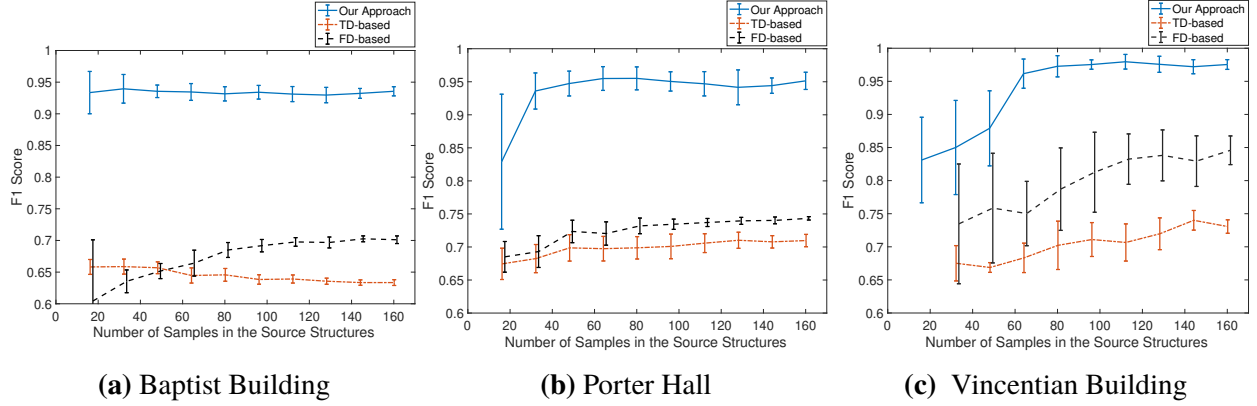 Our Approach
TD-based
FD-based
1
0.95
0.9
0.85
0.8
0.75
0.7
0.65
0.6
F1 Score
0 20 40 60 80 100 120 140 160
Number of Samples in the Source Structures
(a) Baptist Building
Our Approach
TD-based
FD-based
1
0.95
0.9
0.85
0.8
0.75
0.7
0.65
0.6
F1 Score
0 20 40 60 80 100 120 140 160
Number of Samples in the Source Structures
(b) Porter Hall
Our Approach
TD-based
FD-based
1
0.95
0.9
0.85
0.8
0.75
0.7
0.65
0.6
F1 Score
0 20 40 60 80 100 120 140 160
Number of Samples in the Source Structures
(c) Vincentian Building